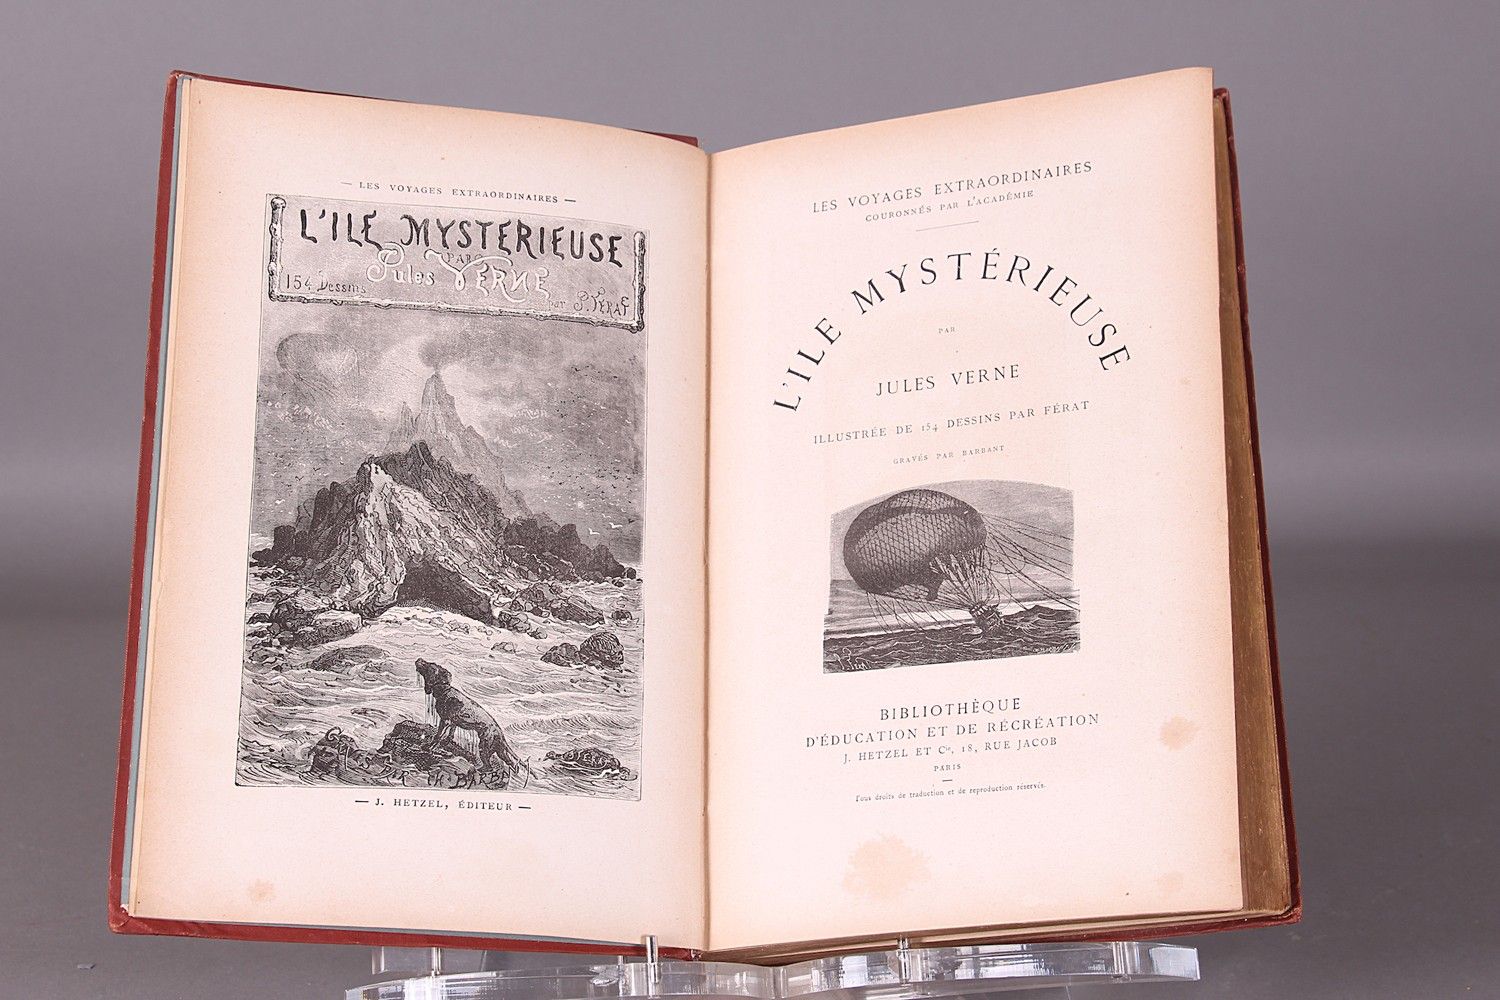 — LES VOYAGES EXTRAORDINAIRES —
L'ILE MYSTERIEUSE
PAR
Jules VERNE
154 Dessins par P. FERAT
— J. HETZEL, ÉDITEUR —
LES VOYAGES EXTRAORDINAIRES
COURONNÉS PAR L'ACADÉMIE
L'ILE MYSTÉRIEUSE
PAR
JULES VERNE
ILLUSTRÉE DE 154 DESSINS PAR FÉRAT
GRAVÉS PAR BARBANT
BIBLIOTHÈQUE
D'ÉDUCATION ET DE RÉCRÉATION
J. HETZEL ET Cie, 18, RUE JACOB
PARIS
Tous droits de traduction et de reproduction réservés.